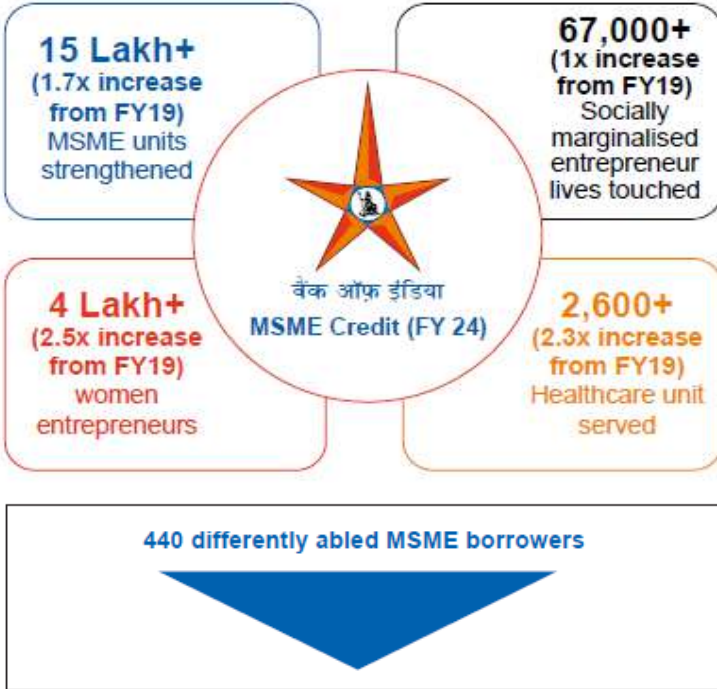 15 Lakh+
(1.7x increase
from FY19)
MSME units
strengthened
67,000+
(1x increase
from FY19)
Socially
marginalised
entrepreneur
lives touched
बैंक ऑफ़ इंडिया
MSME Credit (FY 24)
4 Lakh+
(2.5x increase
from FY19)
women
entrepreneurs
2,600+
(2.3x increase
from FY19)
Healthcare unit
served
440 differently abled MSME borrowers